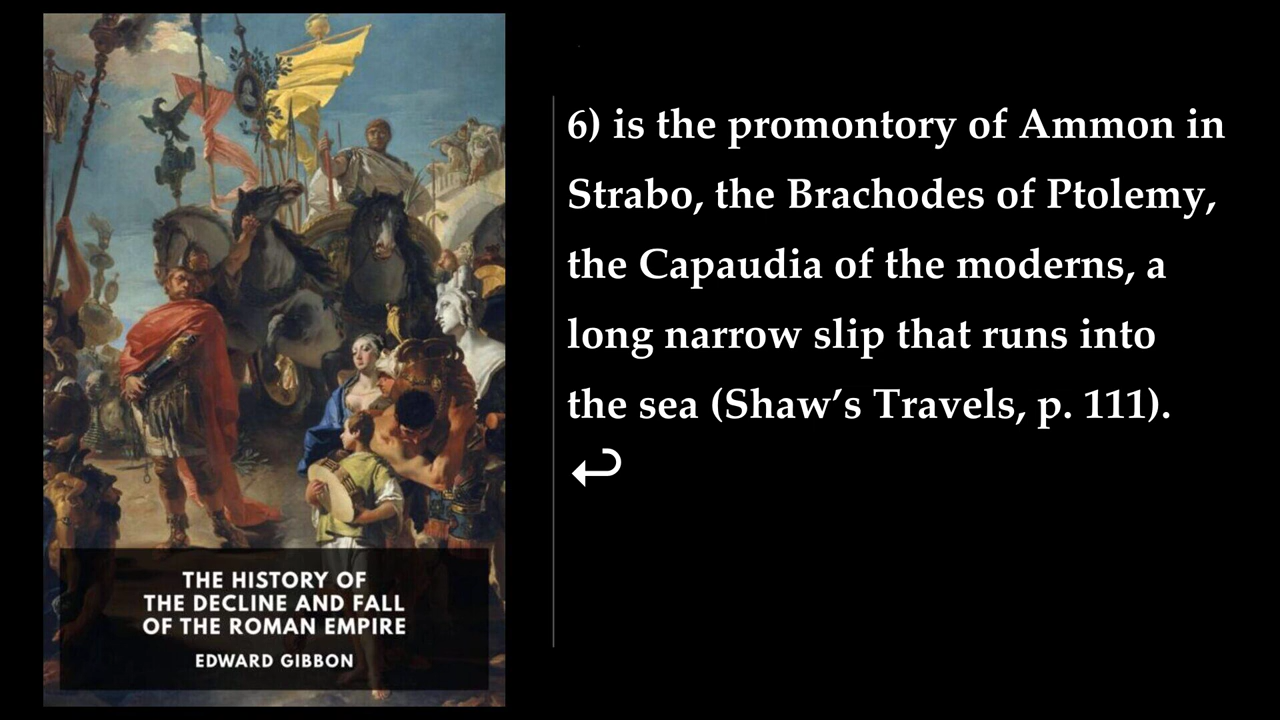 6) is the promontory of Ammon in
Strabo, the Brachodes of Ptolemy,
the Capaudia of the moderns, a
long narrow slip that runs into
the sea (Shaw’s Travels, p. 111).
↩
THE HISTORY OF
THE DECLINE AND FALL
OF THE ROMAN EMPIRE
EDWARD GIBBON